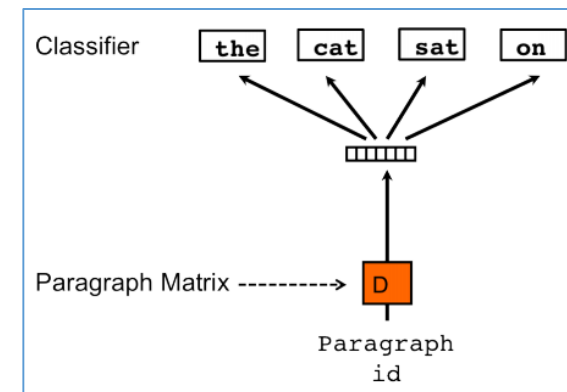 Classifier
the cat sat on
Paragraph Matrix
D
Paragraph
id